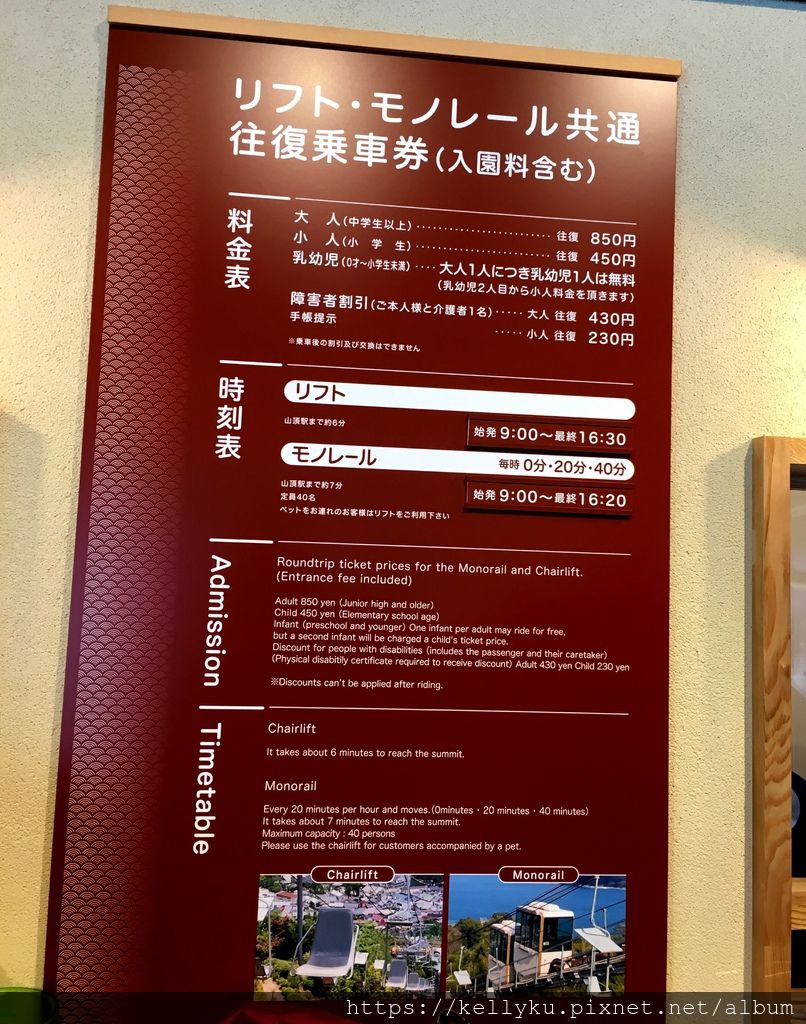 リフト・モノレール共通
往復乗車券(入園料含む)
料金表
大 人(中学生以上)・・・・・・・・・・・・・・・・・・・・・・・・ 往復 850円
小 人(小 学 生)・・・・・・・・・・・・・・・・・・・・・・・・ 往復 450円
乳幼児(0才〜小学生未満)・・・・大人1人につき乳幼児1人は無料
(乳幼児2人目から小人料金を頂きます)
障害者割引(ご本人様と介護者1名)・・・・・ 大人 往復 430円
手帳提示 ・・・・・ 小人 往復 230円
※乗車後の割引及び交換はできません
時刻表
リフト
山頂駅まで約6分
始発 9:00〜最終16:30
モノレール 毎時 0分・20分・40分
山頂駅まで約7分
定員40名
始発 9:00〜最終16:20
ペットをお連れのお客様はリフトをご利用下さい
Admission
Roundtrip ticket prices for the Monorail and Chairlift.
(Entrance fee included)
Adult 850 yen (Junior high and older)
Child 450 yen (Elementary school age)
Infant (preschool and younger) One infant per adult may ride for free,
but a second infant will be charged a child's ticket price.
Discount for people with disabilities (includes the passenger and their caretaker)
(Physical disabitily certificate required to receive discount) Adult 430 yen Child 230 yen
※Discounts can't be applied after riding.
Timetable
Chairlift
It takes about 6 minutes to reach the summit.
Monorail
Every 20 minutes per hour and moves.(0minutes・20 minutes・40 minutes)
It takes about 7 minutes to reach the summit.
Maximum capacity : 40 persons
Please use the chairlift for customers accompanied by a pet.
Chairlift
Monorail
https://kellyku.pixnet.net/album